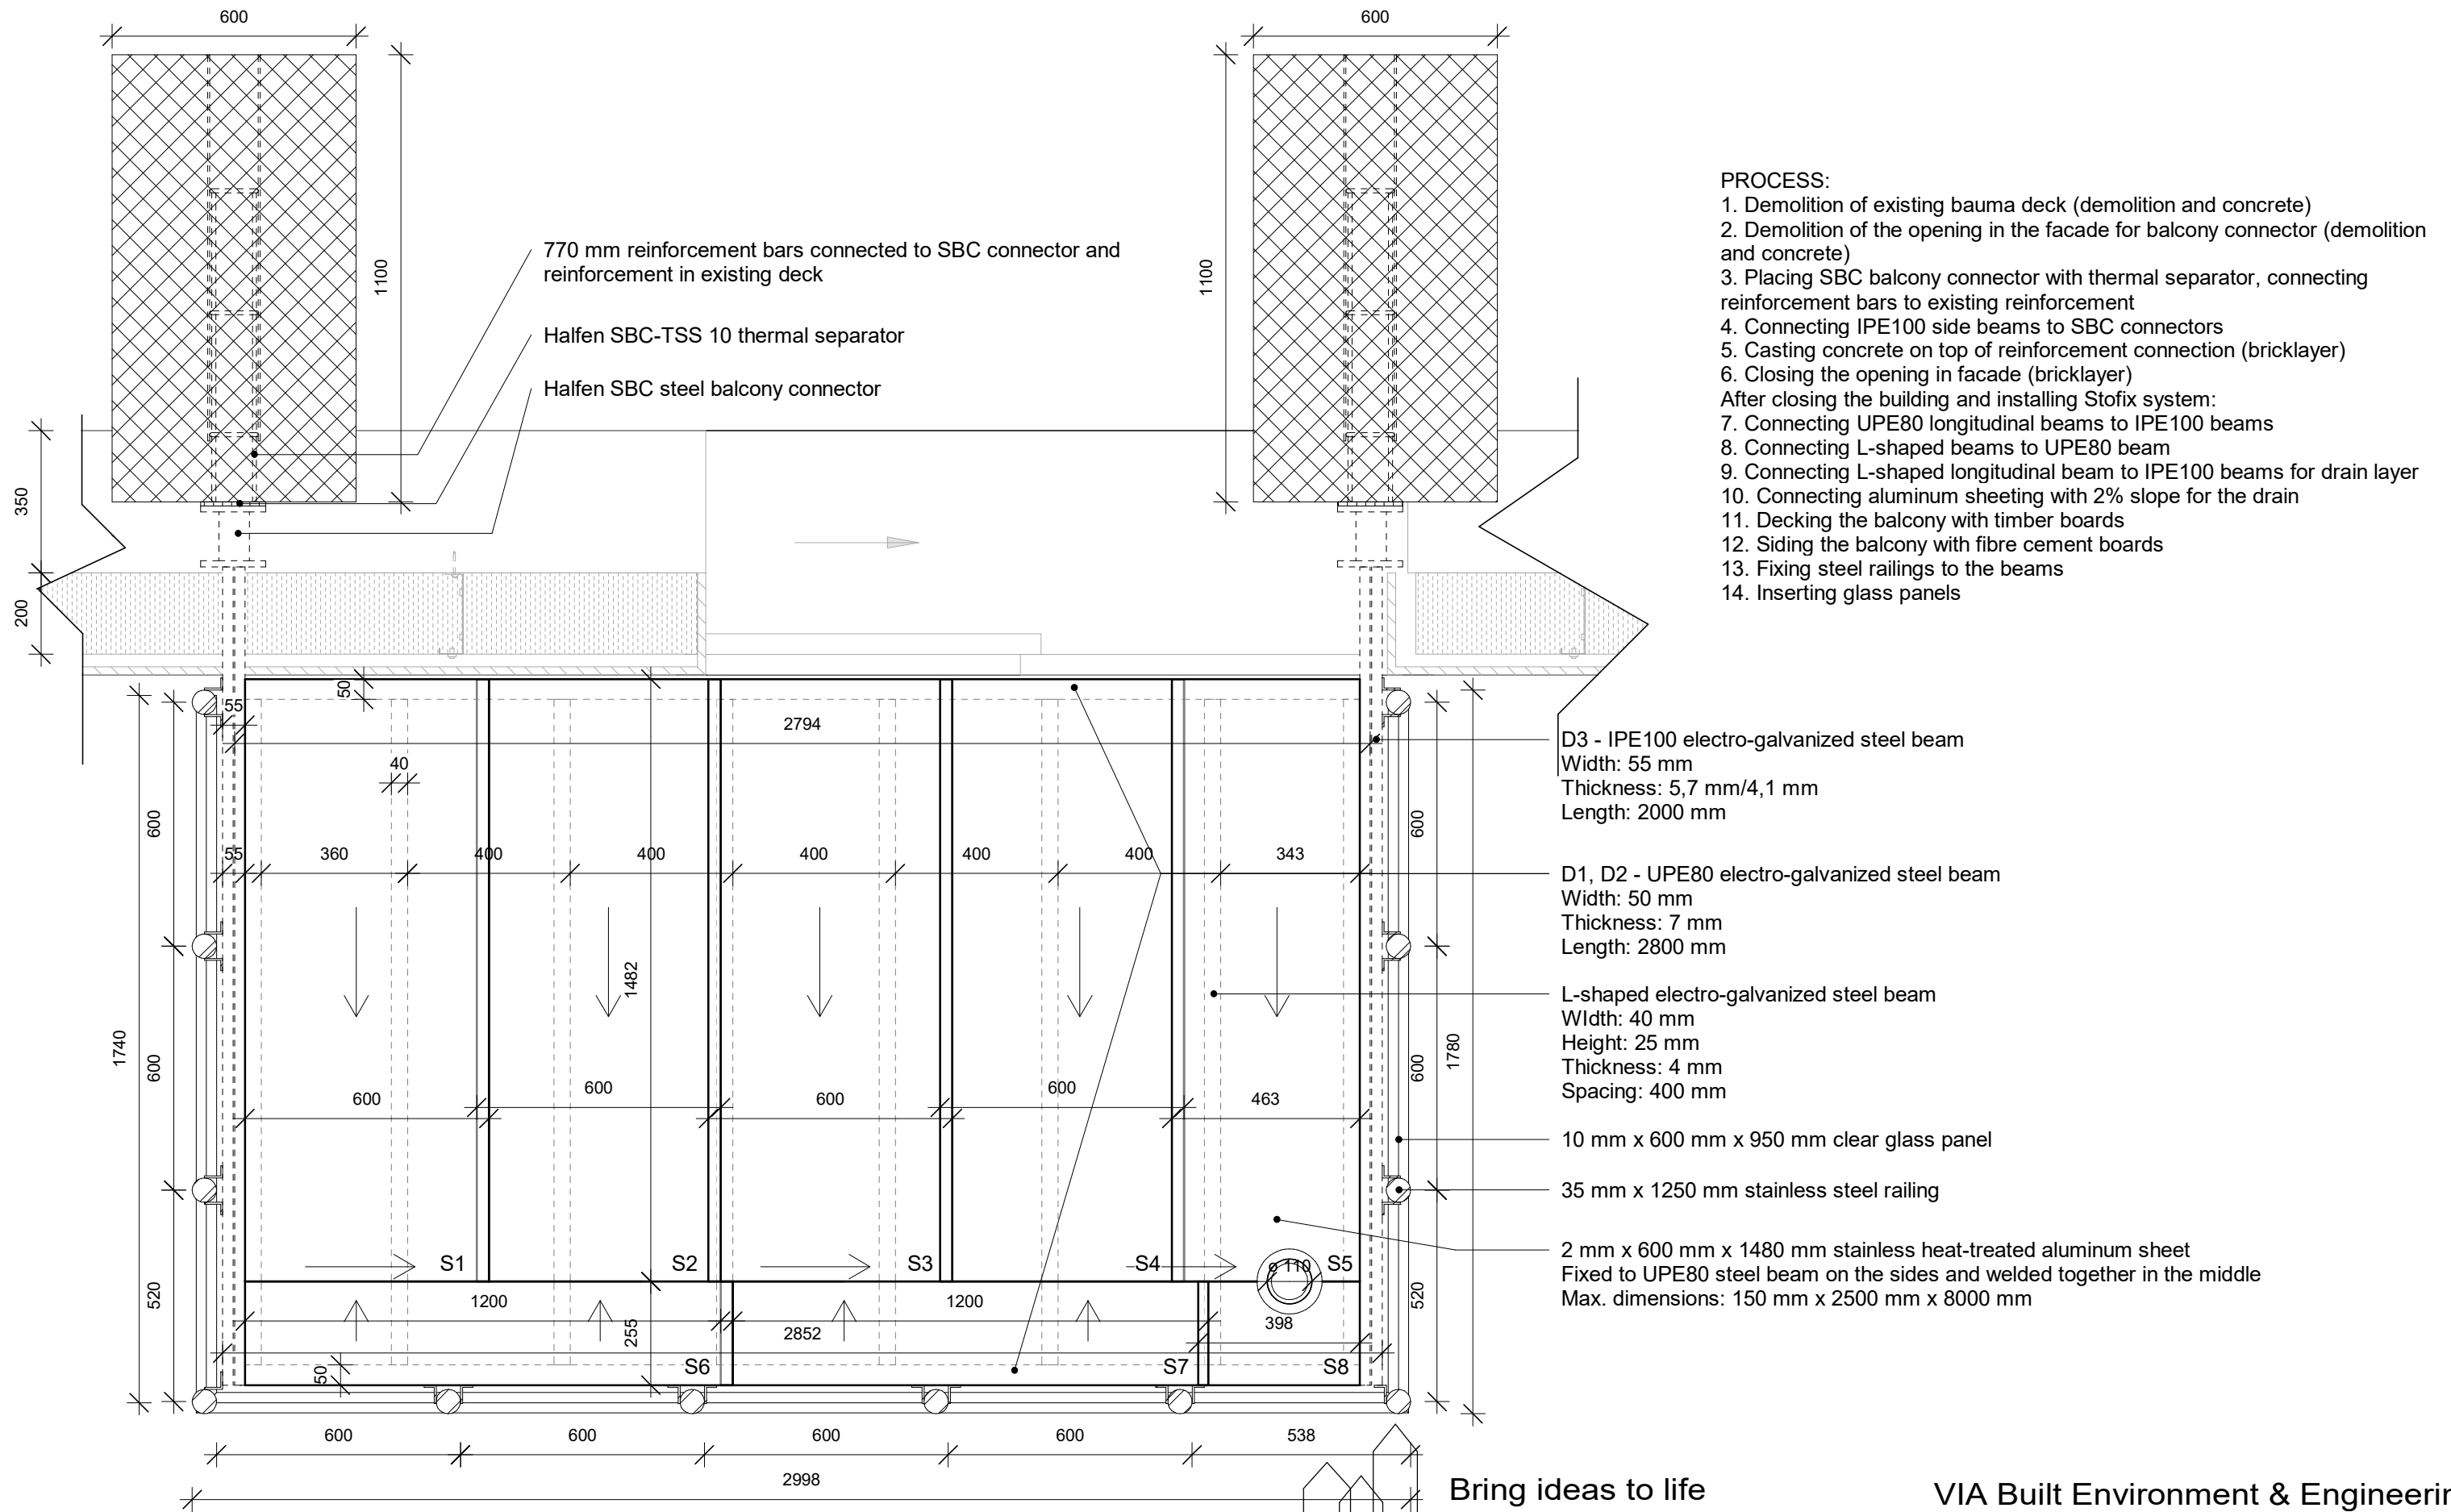 600
600
PROCESS:
1. Demolition of existing bauma deck (demolition and concrete)
2. Demolition of the opening in the facade for balcony connector (demolition
and concrete)
3. Placing SBC balcony connector with thermal separator, connecting
reinforcement bars to existing reinforcement
4. Connecting IPE100 side beams to SBC connectors
5. Casting concrete on top of reinforcement connection (bricklayer)
6. Closing the opening in facade (bricklayer)
After closing the building and installing Stofix system:
7. Connecting UPE80 longitudinal beams to IPE100 beams
8. Connecting L-shaped beams to UPE80 beam
9. Connecting L-shaped longitudinal beam to IPE100 beams for drain layer
10. Connecting aluminum sheeting with 2% slope for the drain
11. Decking the balcony with timber boards
12. Siding the balcony with fibre cement boards
13. Fixing steel railings to the beams
14. Inserting glass panels
770 mm reinforcement bars connected to SBC connector and
reinforcement in existing deck
Halfen SBC-TSS 10 thermal separator
Halfen SBC steel balcony connector
1100
1100
350
200
50
55
2794
40
55
360
400
400
400
400
400
343
600
600
520
1740
1482
600
600
520
1780
600
600
600
600
463
S1
S2
S3
S4
S5
ø 110
1200
1200
2852
255
398
50
S6
S7
S8
600
600
600
600
538
2998
D3 - IPE100 electro-galvanized steel beam
Width: 55 mm
Thickness: 5,7 mm/4,1 mm
Length: 2000 mm
D1, D2 - UPE80 electro-galvanized steel beam
Width: 50 mm
Thickness: 7 mm
Length: 2800 mm
L-shaped electro-galvanized steel beam
WIdth: 40 mm
Height: 25 mm
Thickness: 4 mm
Spacing: 400 mm
10 mm x 600 mm x 950 mm clear glass panel
35 mm x 1250 mm stainless steel railing
2 mm x 600 mm x 1480 mm stainless heat-treated aluminum sheet
Fixed to UPE80 steel beam on the sides and welded together in the middle
Max. dimensions: 150 mm x 2500 mm x 8000 mm
Bring ideas to life
VIA Built Environment & Engineerin